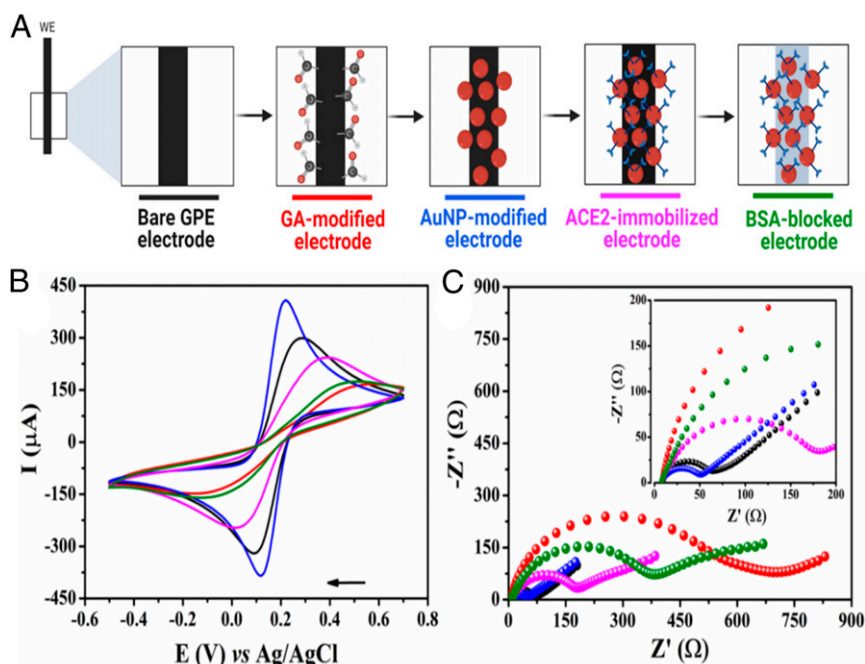 A
WE
Bare GPE
electrode
GA-modified
electrode
AuNP-modified
electrode
ACE2-immobilized
electrode
BSA-blocked
electrode
B
450
300
150
0
-150
-300
-450
I (μA)
-0.6 -0.4 -0.2 0.0 0.2 0.4 0.6 0.8
E (V) vs Ag/AgCl
C
900
750
600
450
300
150
0
-Z'' (Ω)
0 150 300 450 600 750 900
Z' (Ω)
200
150
100
50
0
-Z'' (Ω)
0 50 100 150 200
Z' (Ω)